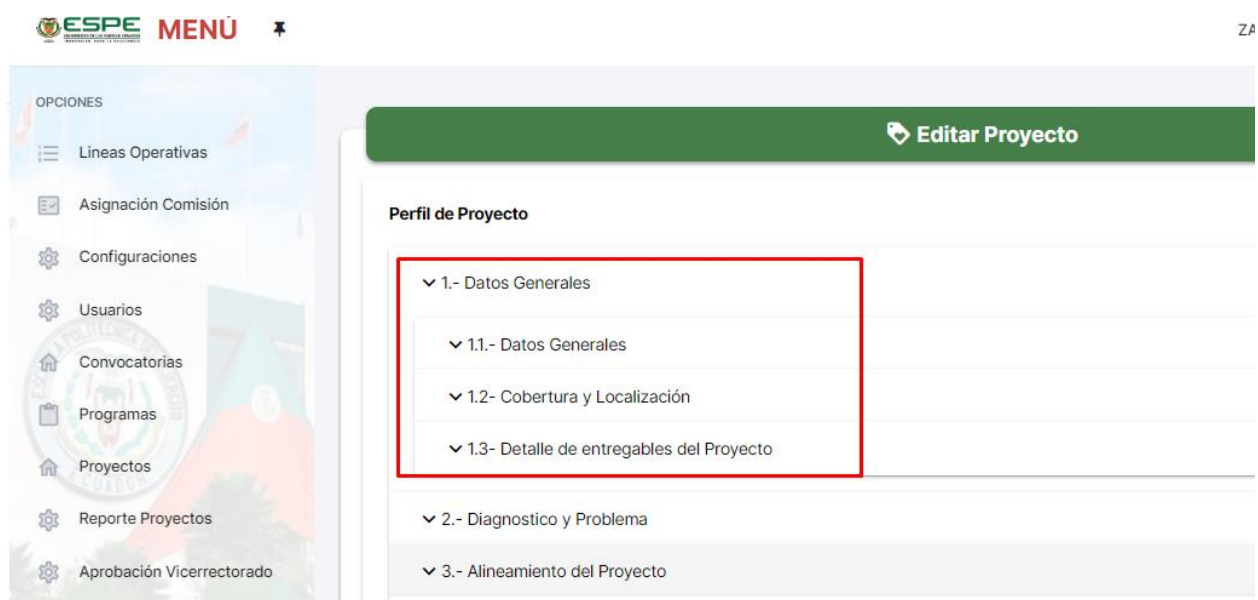 ESPE MENÚ
ZA
OPCIONES
Lineas Operativas
Asignación Comisión
Configuraciones
Usuarios
Convocatorias
Programas
Proyectos
Reporte Proyectos
Aprobación Vicerrectorado
Editar Proyecto
Perfil de Proyecto
1.- Datos Generales
1.1.- Datos Generales
1.2- Cobertura y Localización
1.3- Detalle de entregables del Proyecto
2.- Diagnostico y Problema
3.- Alineamiento del Proyecto